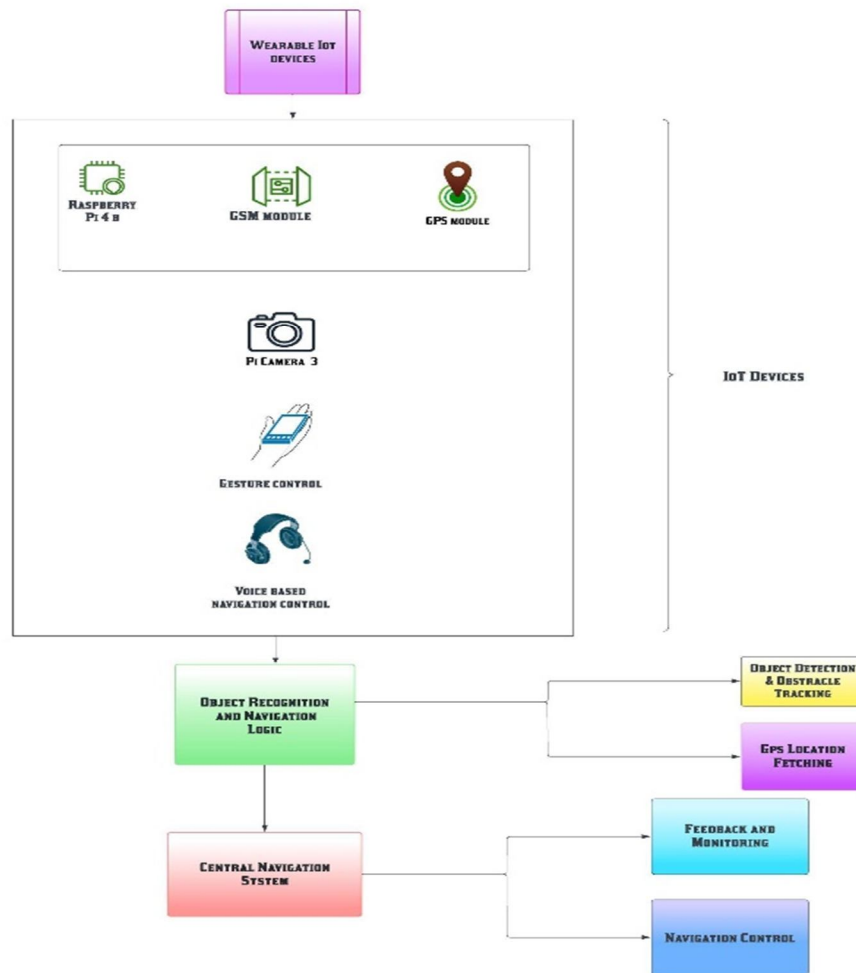 Wearable Iot
devices
Raspberry
Pi 4 b
GSM module
GPS module
Pi Camera 3
IoT Devices
Gesture control
Voice based
navigation control
Object Recognition
and Navigation
Logic
Object Detection
& Obstracle
Tracking
Gps Location
Fetching
Central Navigation
System
Feedback and
Monitoring
Navigation Control